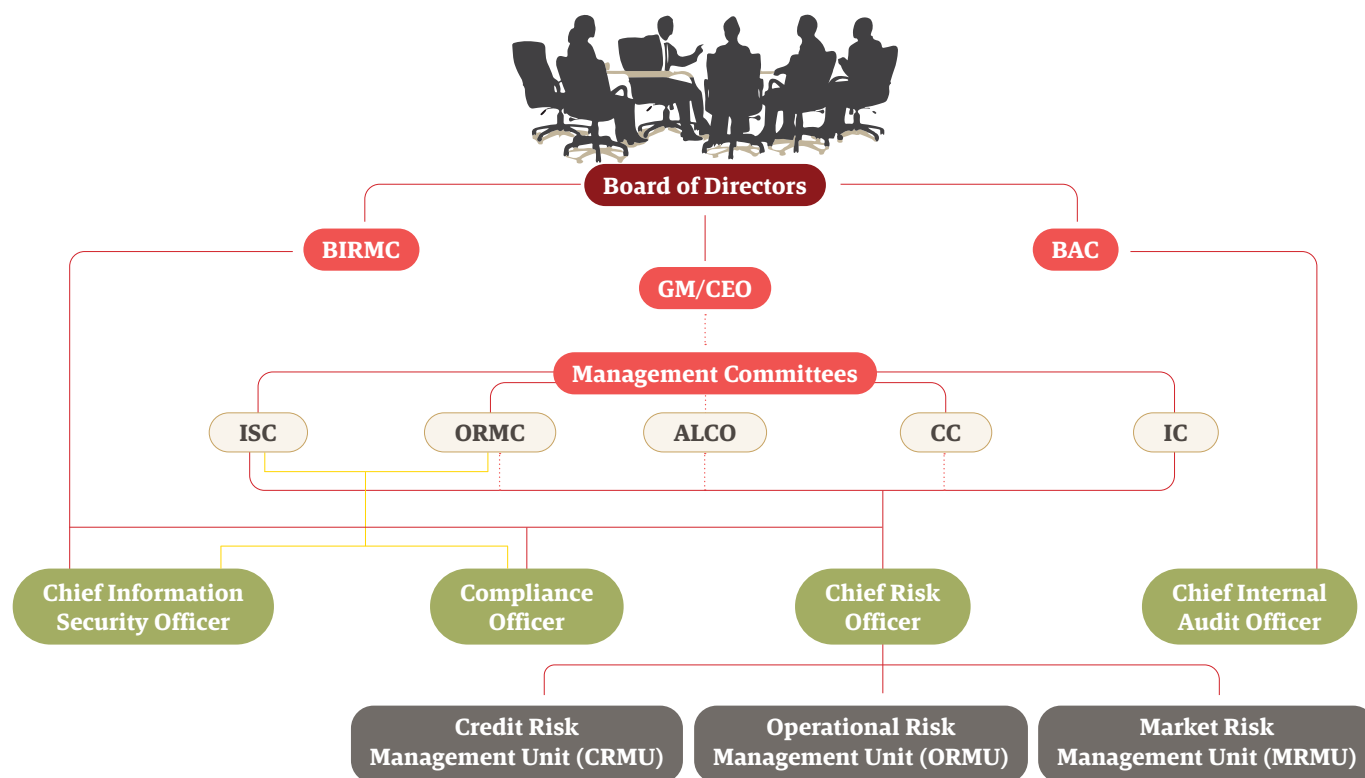 Board of Directors
BIRMC
BAC
GM/CEO
Management Committees
ISC
ORMC
ALCO
CC
IC
Chief Information
Security Officer
Compliance
Officer
Chief Risk
Officer
Chief Internal
Audit Officer
Credit Risk
Management Unit (CRMU)
Operational Risk
Management Unit (ORMU)
Market Risk
Management Unit (MRMU)